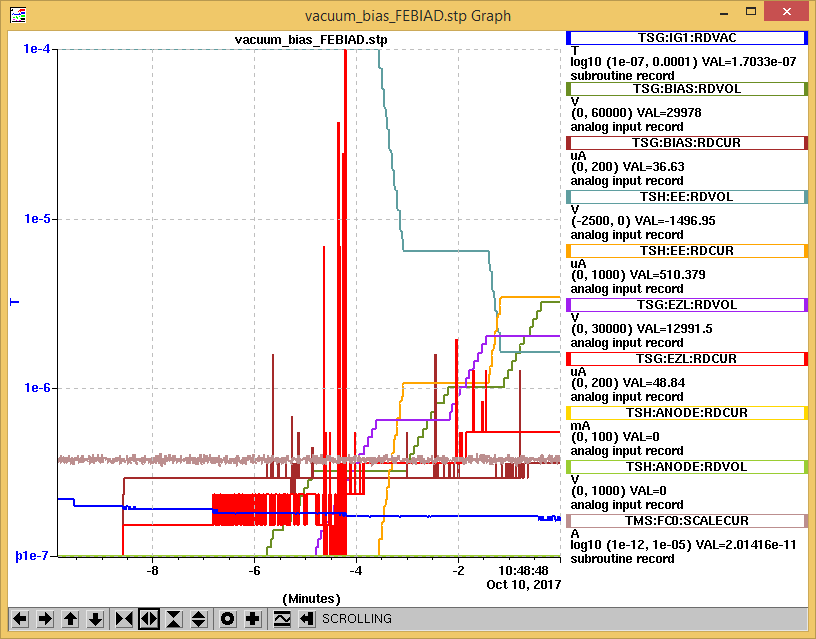 vacuum_bias_FEBIAD.stp Graph
vacuum_bias_FEBIAD.stp
1e-4
1e-5
T
1e-6
1e-7
-8
-6
-4
-2
10:48:48
Oct 10, 2017
(Minutes)
TSG:IG1:RDVAC
T
log10 (1e-07, 0.0001) VAL=1.7033e-07
subroutine record
TSG:BIAS:RDVOL
V
(0, 60000) VAL=29978
analog input record
TSG:BIAS:RDCUR
uA
(0, 200) VAL=36.63
analog input record
TSH:EE:RDVOL
V
(-2500, 0) VAL=-1496.95
analog input record
TSH:EE:RDCUR
uA
(0, 1000) VAL=510.379
analog input record
TSG:EZL:RDVOL
V
(0, 30000) VAL=12991.5
analog input record
TSG:EZL:RDCUR
uA
(0, 200) VAL=48.84
analog input record
TSH:ANODE:RDCUR
mA
(0, 100) VAL=0
analog input record
TSH:ANODE:RDVOL
V
(0, 1000) VAL=0
analog input record
TMS:FC0:SCALECUR
A
log10 (1e-12, 1e-05) VAL=2.01416e-11
subroutine record
SCROLLING